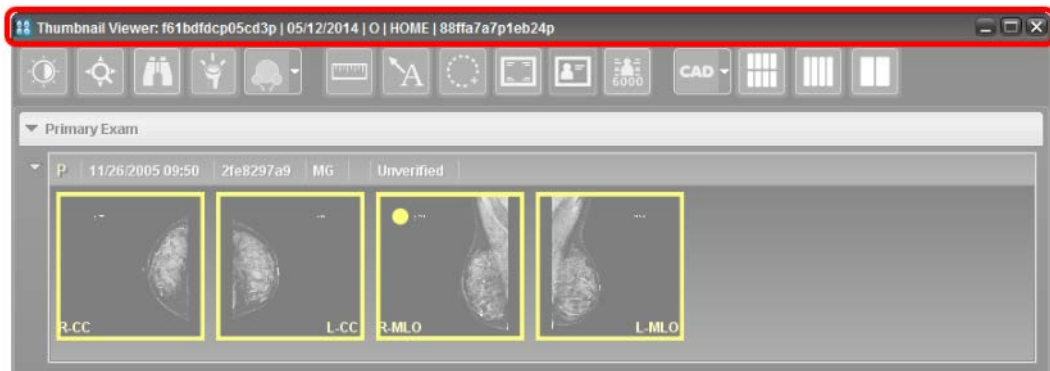 Thumbnail Viewer: f61bdfdcp05cd3p | 05/12/2014 | O | HOME | 88ffa7a7p1eb24p
A
6000
CAD
Primary Exam
P 11/26/2005 09:50 2fe8297a9 MG Unverified
R-CC L-CC R-MLO L-MLO